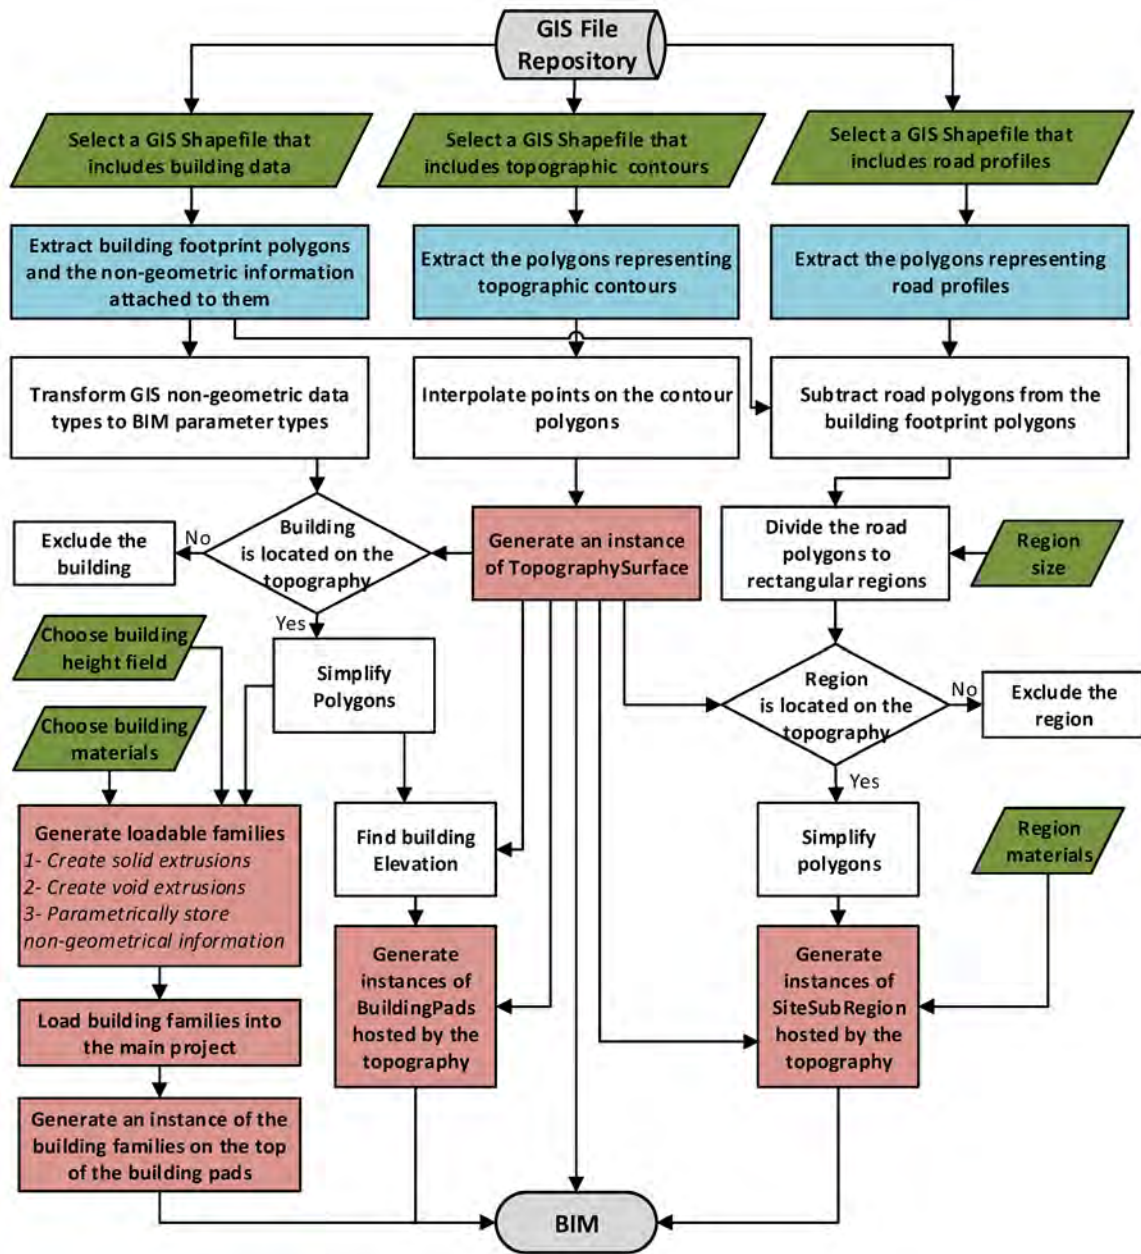 GIS File
Repository
Select a GIS Shapefile that
includes building data
Select a GIS Shapefile that
includes topographic contours
Select a GIS Shapefile that
includes road profiles
Extract building footprint polygons
and the non-geometric information
attached to them
Extract the polygons representing
topographic contours
Extract the polygons representing
road profiles
Transform GIS non-geometric data
types to BIM parameter types
Interpolate points on the contour
polygons
Subtract road polygons from the
building footprint polygons
Exclude the
building
No
Building
is located on the
topography
Yes
Generate an instance
of TopographySurface
Divide the road
polygons to
rectangular regions
Region
size
Choose building
height field
Simplify
Polygons
Region
is located on the
topography
No
Exclude the
region
Yes
Choose building
materials
Generate loadable families
1- Create solid extrusions
2- Create void extrusions
3- Parametrically store
non-geometrical information
Find building
Elevation
Simplify
polygons
Region
materials
Generate
instances of
BuildingPads
hosted by the
topography
Generate
instances of
SiteSubRegion
hosted by the
topography
Load building families into
the main project
Generate an instance of the
building families on the top
of the building pads
BIM